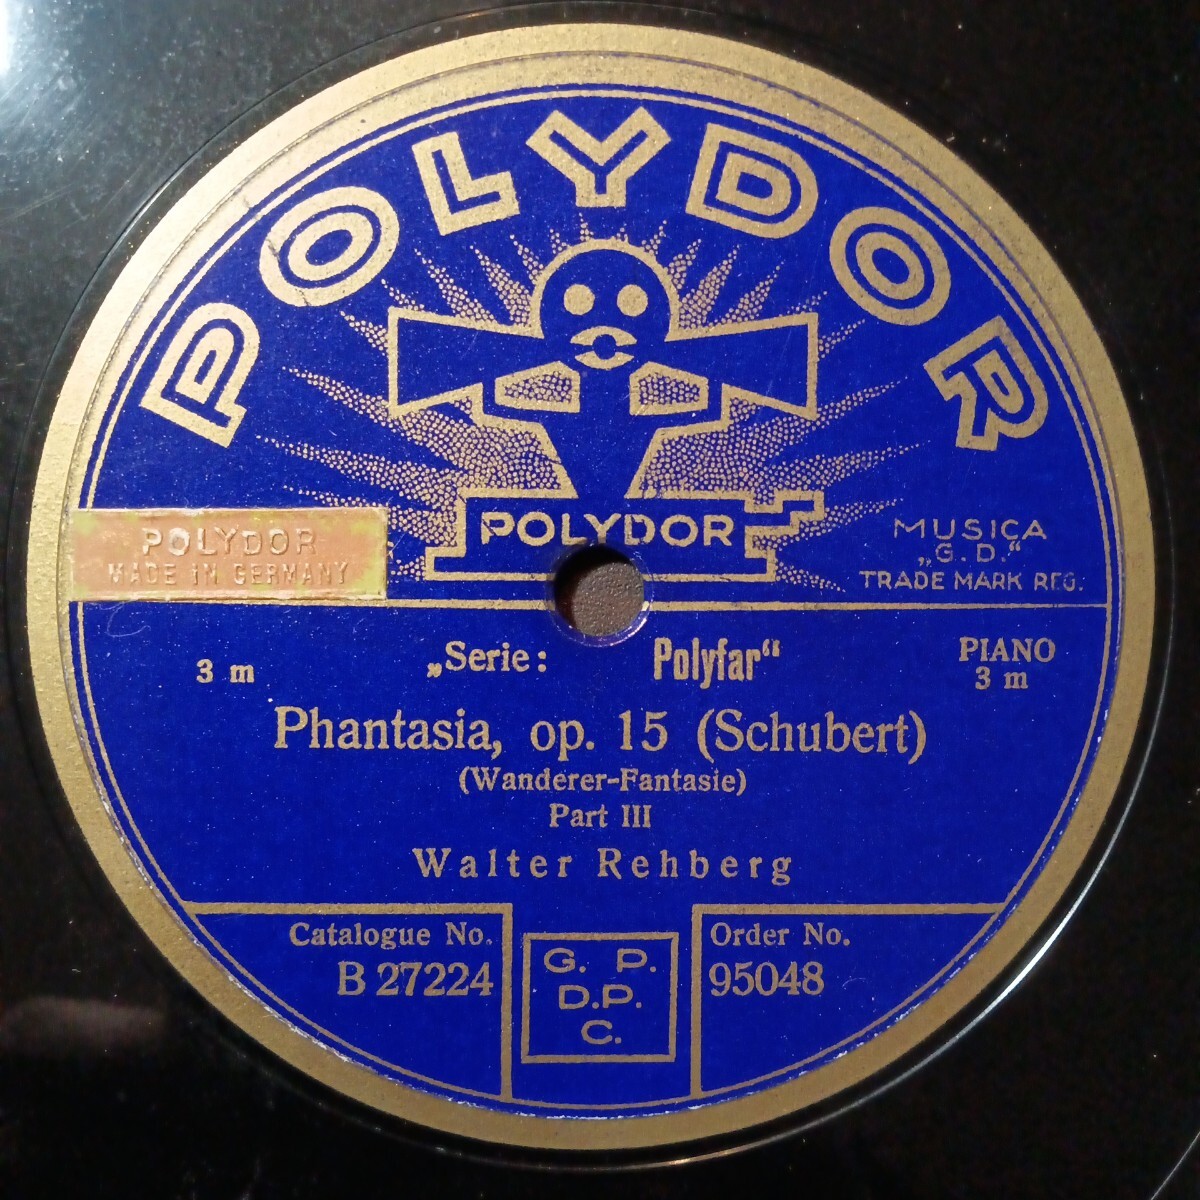 POLYDOR
POLYDOR
POLYDOR
MADE IN GERMANY
MUSICA
„G. D.“
TRADE MARK REG.
3 m
„Serie: Polyfar“
PIANO
3 m
Phantasia, op. 15 (Schubert)
(Wanderer-Fantasie)
Part III
Walter Rehberg
Catalogue No.
B 27224
G. P.
D.P.
C.
Order No.
95048